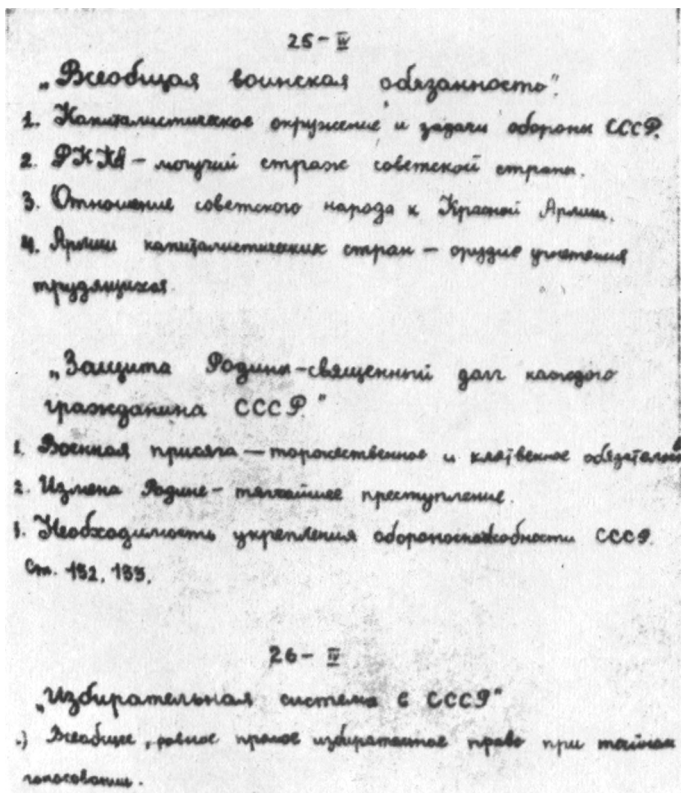 25-IV
„Всеобщая воинская обязанность".
1. Капиталистическое окружение и задачи обороны СССР.
2. РККА - могучий страж советской страны.
3. Отношение советского народа к Красной Армии.
4. Армии капиталистических стран - орудие угнетения
трудящихся.
„Защита Родины - священный долг каждого
гражданина СССР."
1. Военная присяга - торжественное и клятвенное
2. Измена Родине - тягчайшее преступление.
3. Необходимость укрепления обороноспособности СССР.
Ст. 132, 133.
26-IV
„Избирательная система в СССР"
1) Всеобщее, равное, прямое избирательное право при тайном
голосовании.